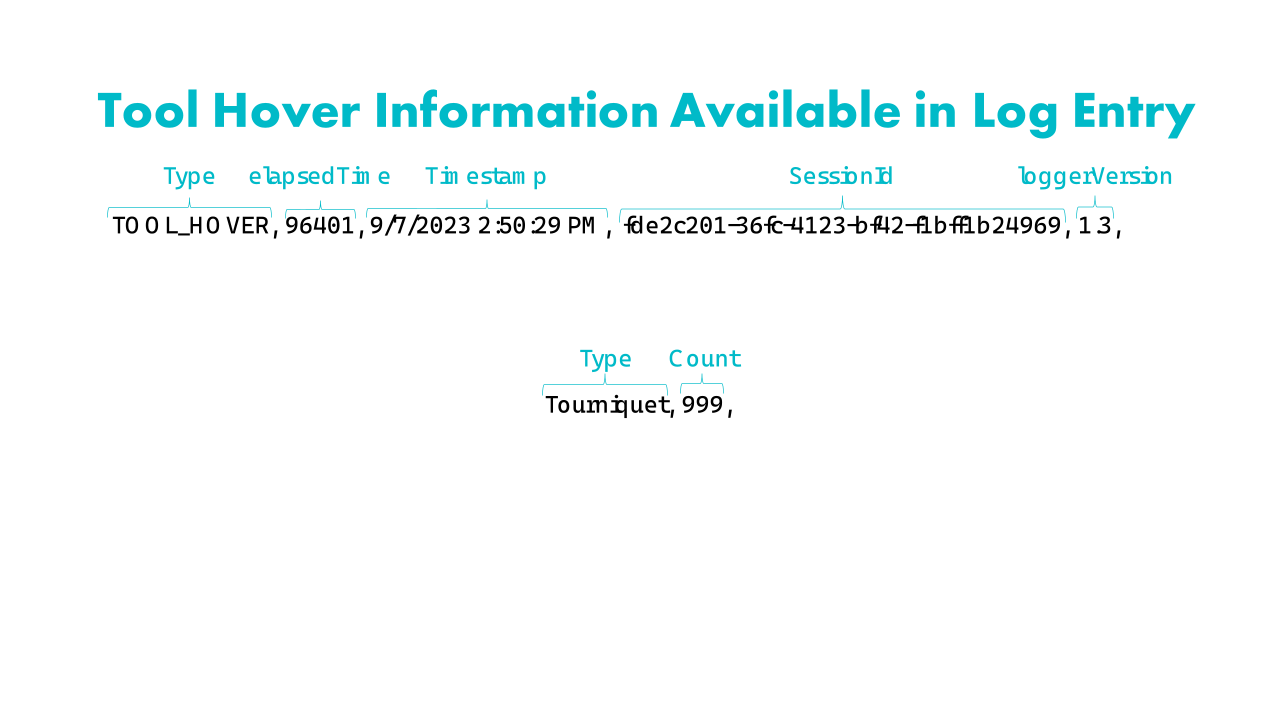 Tool Hover Information Available in Log Entry
Type elapsedTime Timestamp SessionId loggerVersion
TOOL_HOVER,96401,9/7/2023 2:50:29 PM, fde2c201-36fc-4123-bf42-f1bff1b24969,1.3,
Type Count
Tourniquet,999,